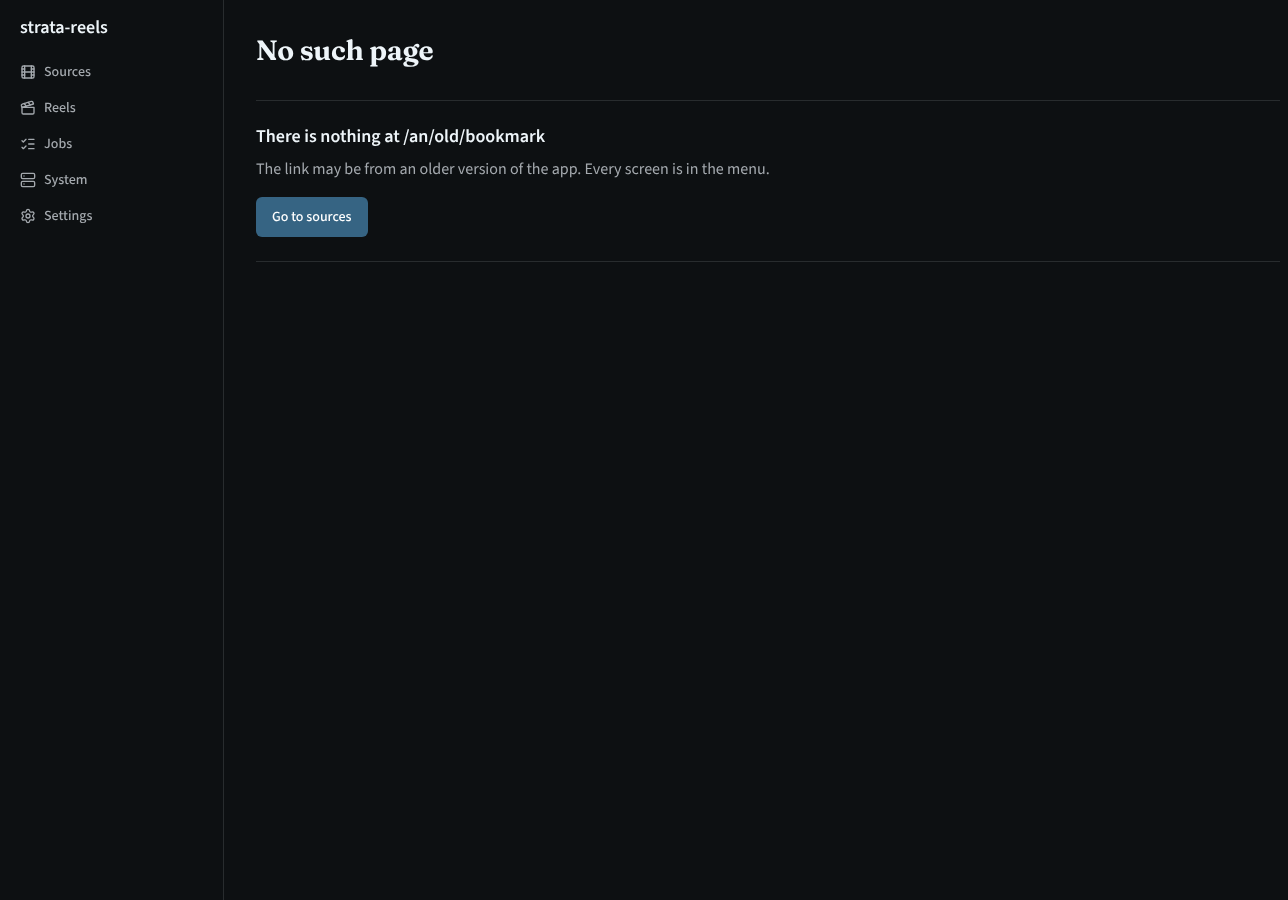 strata-reels
Sources
Reels
Jobs
System
Settings
No such page
There is nothing at /an/old/bookmark
The link may be from an older version of the app. Every screen is in the menu.
Go to sources